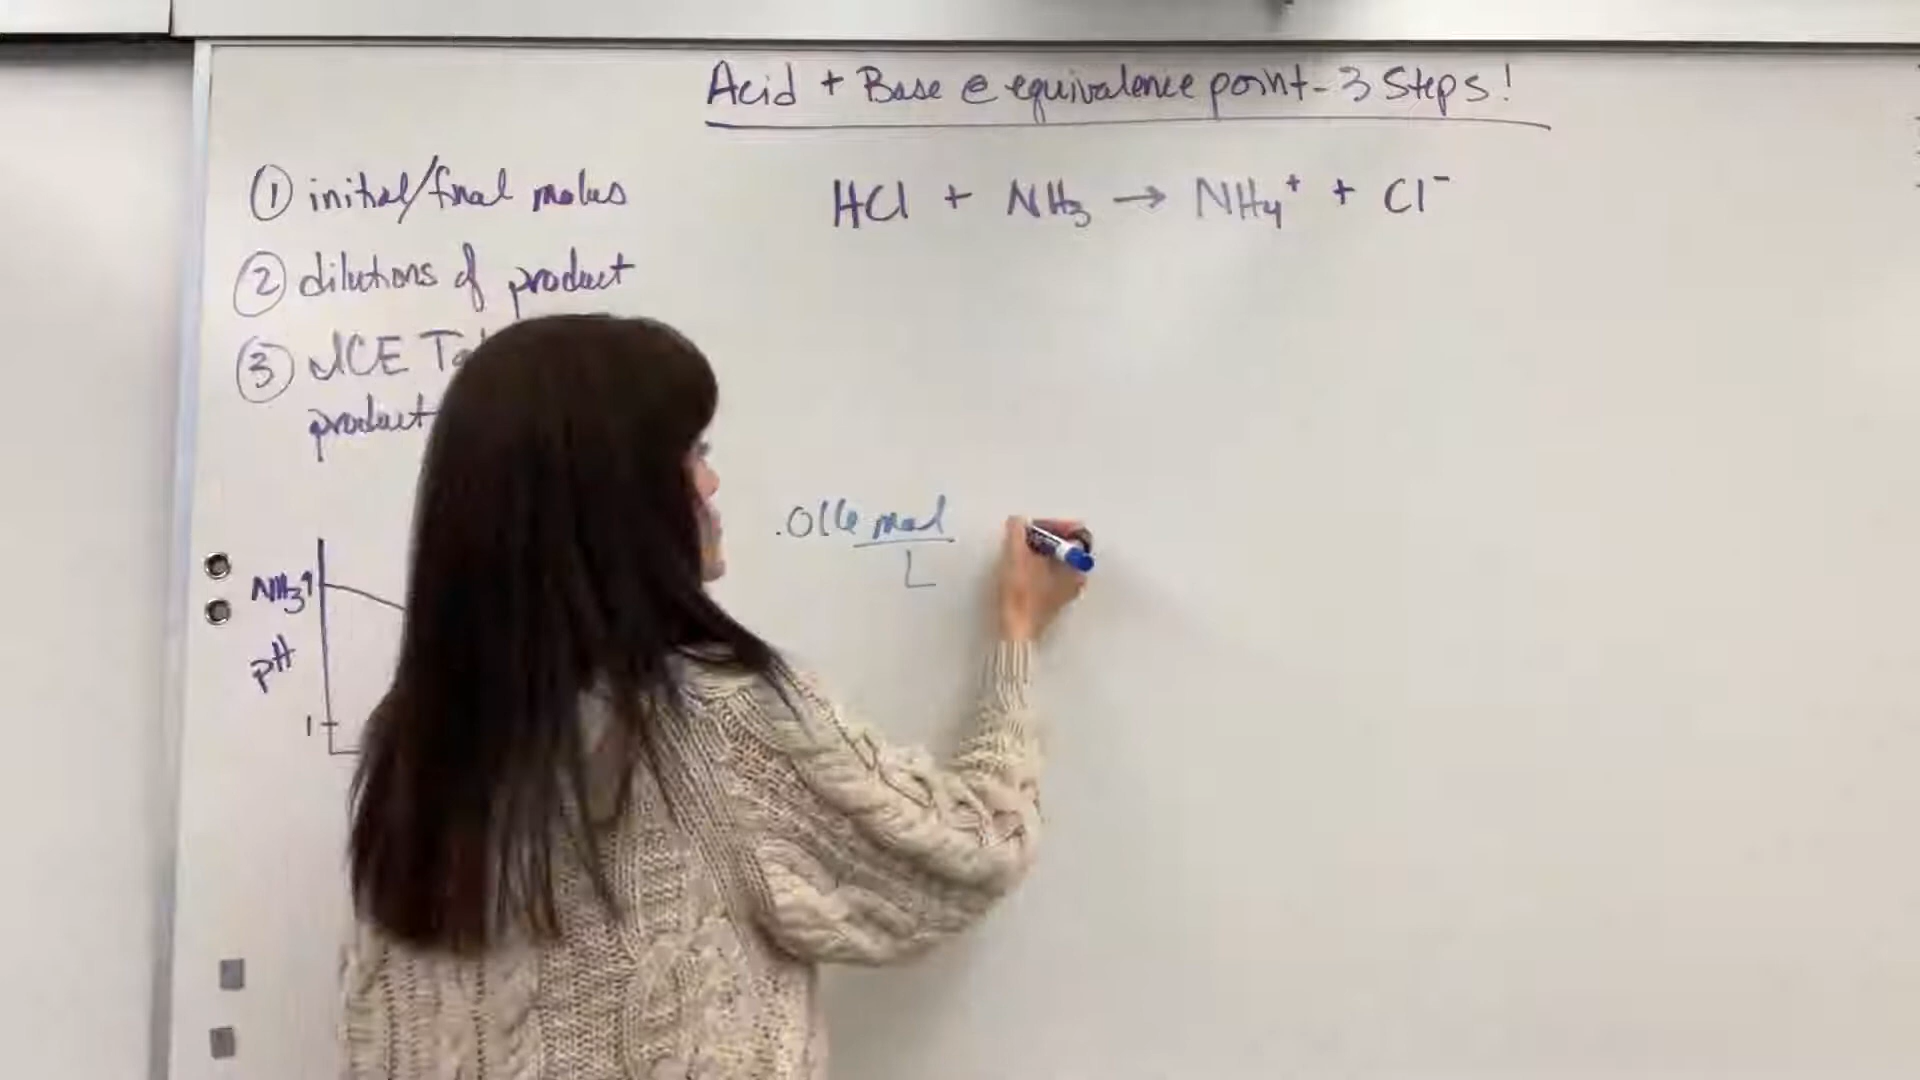 Acid + Base @ equivalence point - 3 Steps!
① initial/final moles
HCl + NH₃ → NH₄⁺ + Cl⁻
② dilutions of product
③ ICE
product
.0116 mol
L
NH₃
pH
1